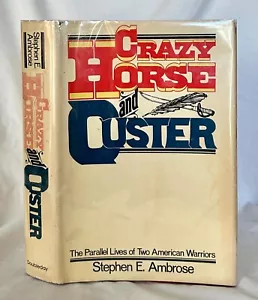 Stephen E.
Ambrose
CRAZY
HORSE
and
CUSTER
Doubleday
CRAZY
HORSE
and
CUSTER
The Parallel Lives of Two American Warriors
Stephen E. Ambrose